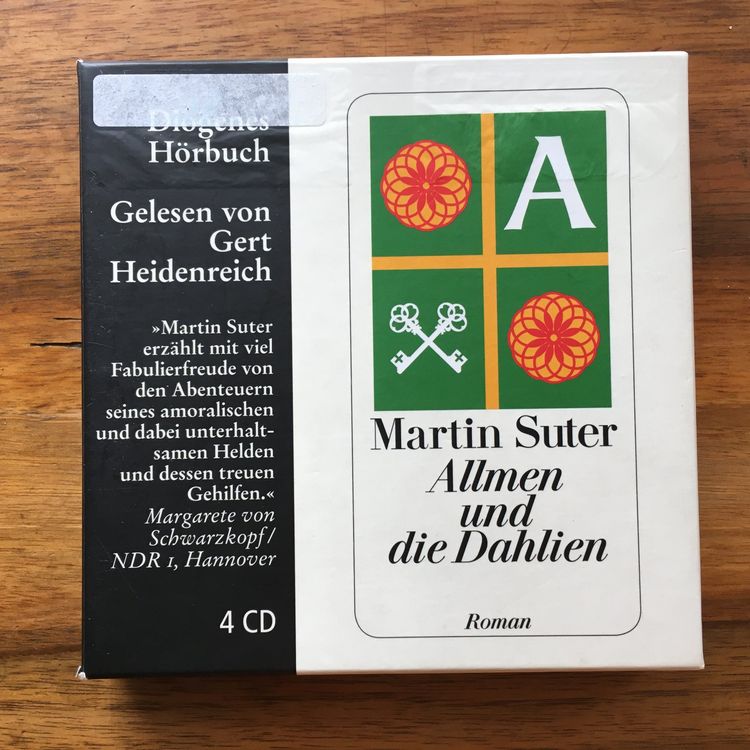 Diogenes
Hörbuch
Gelesen von
Gert
Heidenreich
»Martin Suter
erzählt mit viel
Fabulierfreude von
den Abenteuern
seines amoralischen
und dabei unterhalt-
samen Helden
und dessen treuen
Gehilfen.«
Margarete von
Schwarzkopf/
NDR 1, Hannover
4 CD
A
Martin Suter
Allmen
und
die Dahlien
Roman